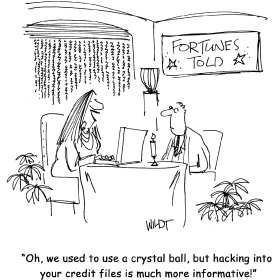 FORTUNES
TOLD
WILDT
"Oh, we used to use a crystal ball, but hacking into
your credit files is much more informative!"